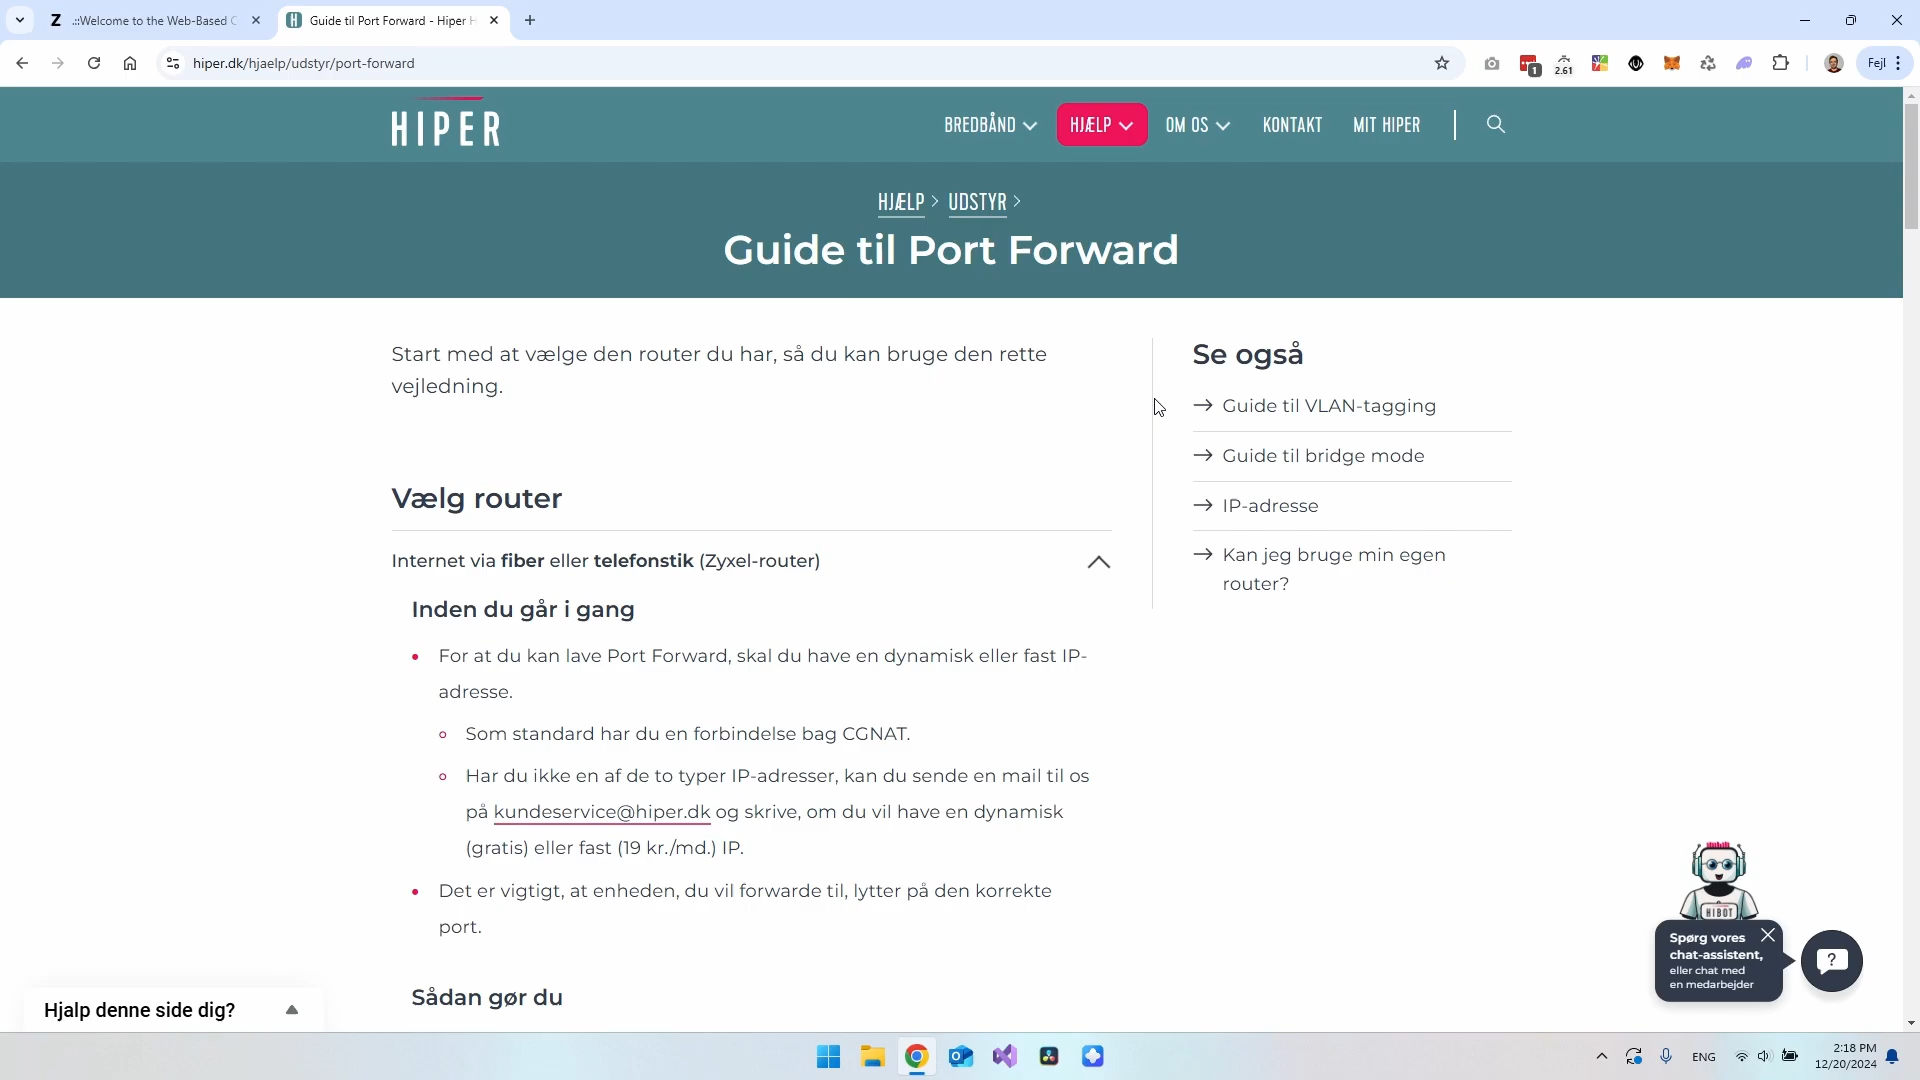 Z .::Welcome to the Web-Based C
Guide til Port Forward - Hiper H
hiper.dk/hjaelp/udstyr/port-forward
1
2.61
Fejl
HIPER
BREDBÅND
HJÆLP
OM OS
KONTAKT
MIT HIPER
HJÆLP > UDSTYR >
Guide til Port Forward
Start med at vælge den router du har, så du kan bruge den rette
vejledning.
Vælg router
Internet via fiber eller telefonstik (Zyxel-router)
Inden du går i gang
For at du kan lave Port Forward, skal du have en dynamisk eller fast IP-
adresse.
Som standard har du en forbindelse bag CGNAT.
Har du ikke en af de to typer IP-adresser, kan du sende en mail til os
på kundeservice@hiper.dk og skrive, om du vil have en dynamisk
(gratis) eller fast (19 kr./md.) IP.
Det er vigtigt, at enheden, du vil forwarde til, lytter på den korrekte
port.
Sådan gør du
Se også
Guide til VLAN-tagging
Guide til bridge mode
IP-adresse
Kan jeg bruge min egen
router?
HIBOT
Spørg vores
chat-assistent,
eller chat med
en medarbejder
?
Hjalp denne side dig?
ENG
2:18 PM
12/20/2024